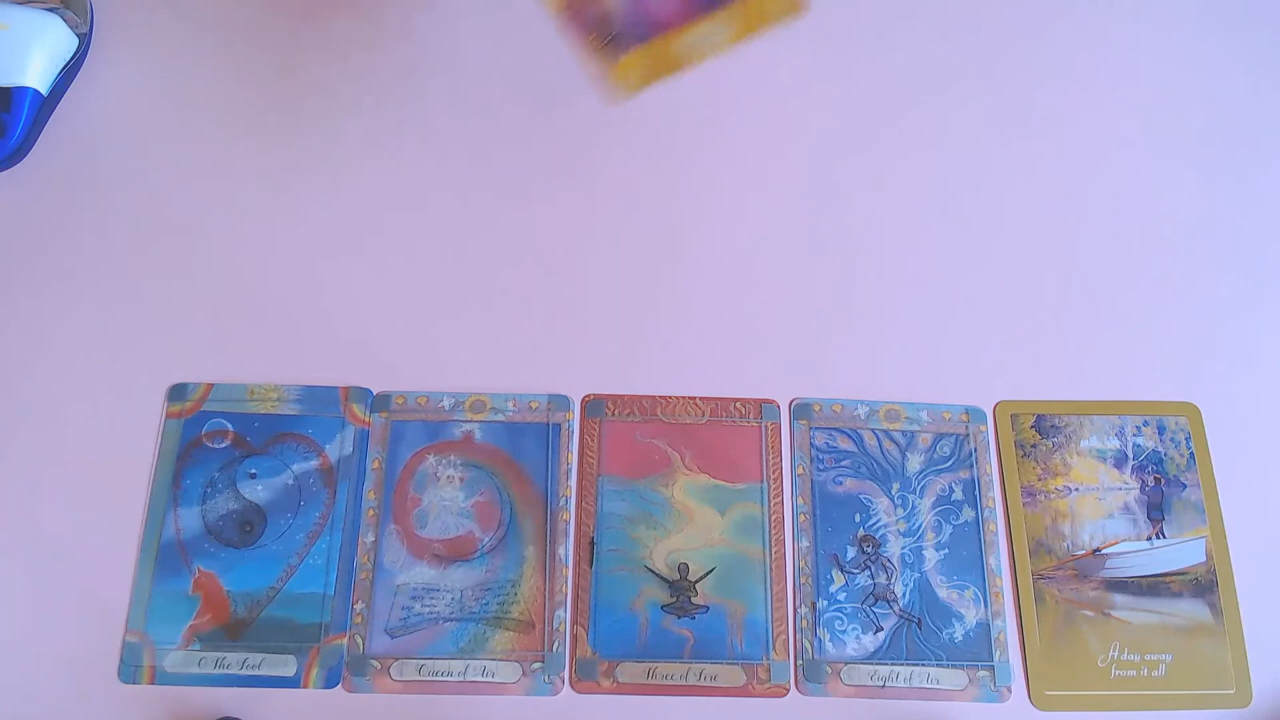 0 The Fool
Queen of Air
Three of Fire
Eight of Air
A day away
from it all